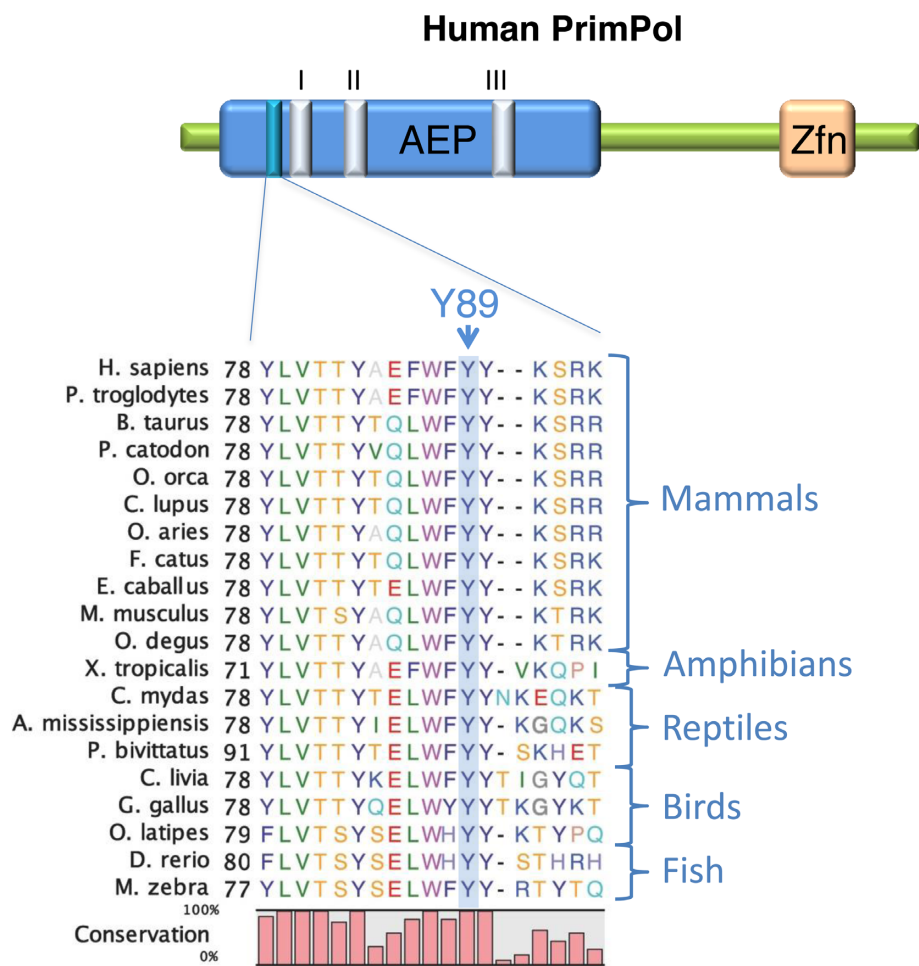 Human PrimPol
I II III
AEP Zfn
Y89
H. sapiens 78 YLVTTYAEFWFYY--KSRK
P. troglodytes 78 YLVTTYAEFWFYY--KSRK
B. taurus 78 YLVTTYTQLWFYY--KSRR
P. catodon 78 YLVTTYVQLWFYY--KSRR
O. orca 78 YLVTTYTQLWFYY--KSRR
C. lupus 78 YLVTTYTQLWFYY--KSRR
O. aries 78 YLVTTYAQLWFYY--KSRK
F. catus 78 YLVTTYTQLWFYY--KSRK
E. caballus 78 YLVTTYTELWFYY--KSRK
M. musculus 78 YLVTSYAQLWFYY--KTRK
O. degus 78 YLVTTYAQLWFYY--KTRK
Mammals
X. tropicalis 71 YLVTTYAEFWFYY-VKQPI
Amphibians
C. mydas 78 YLVTTYTELWFYYNKEQKT
A. mississippiensis 78 YLVTTYIELWFYY-KGQKS
Reptiles
P. bivittatus 91 YLVTTYTELWFYY-SKHET
C. livia 78 YLVTTYKELWFYYTIGYQT
G. gallus 78 YLVTTYQELWYYYTKGYKT
Birds
O. latipes 79 FLVTSYSELWHYY-KTYPQ
D. rerio 80 FLVTSYSELWHYY-STHRH
Fish
M. zebra 77 YLVTSYSELWFYY-RTYTQ
100%
Conservation
0%